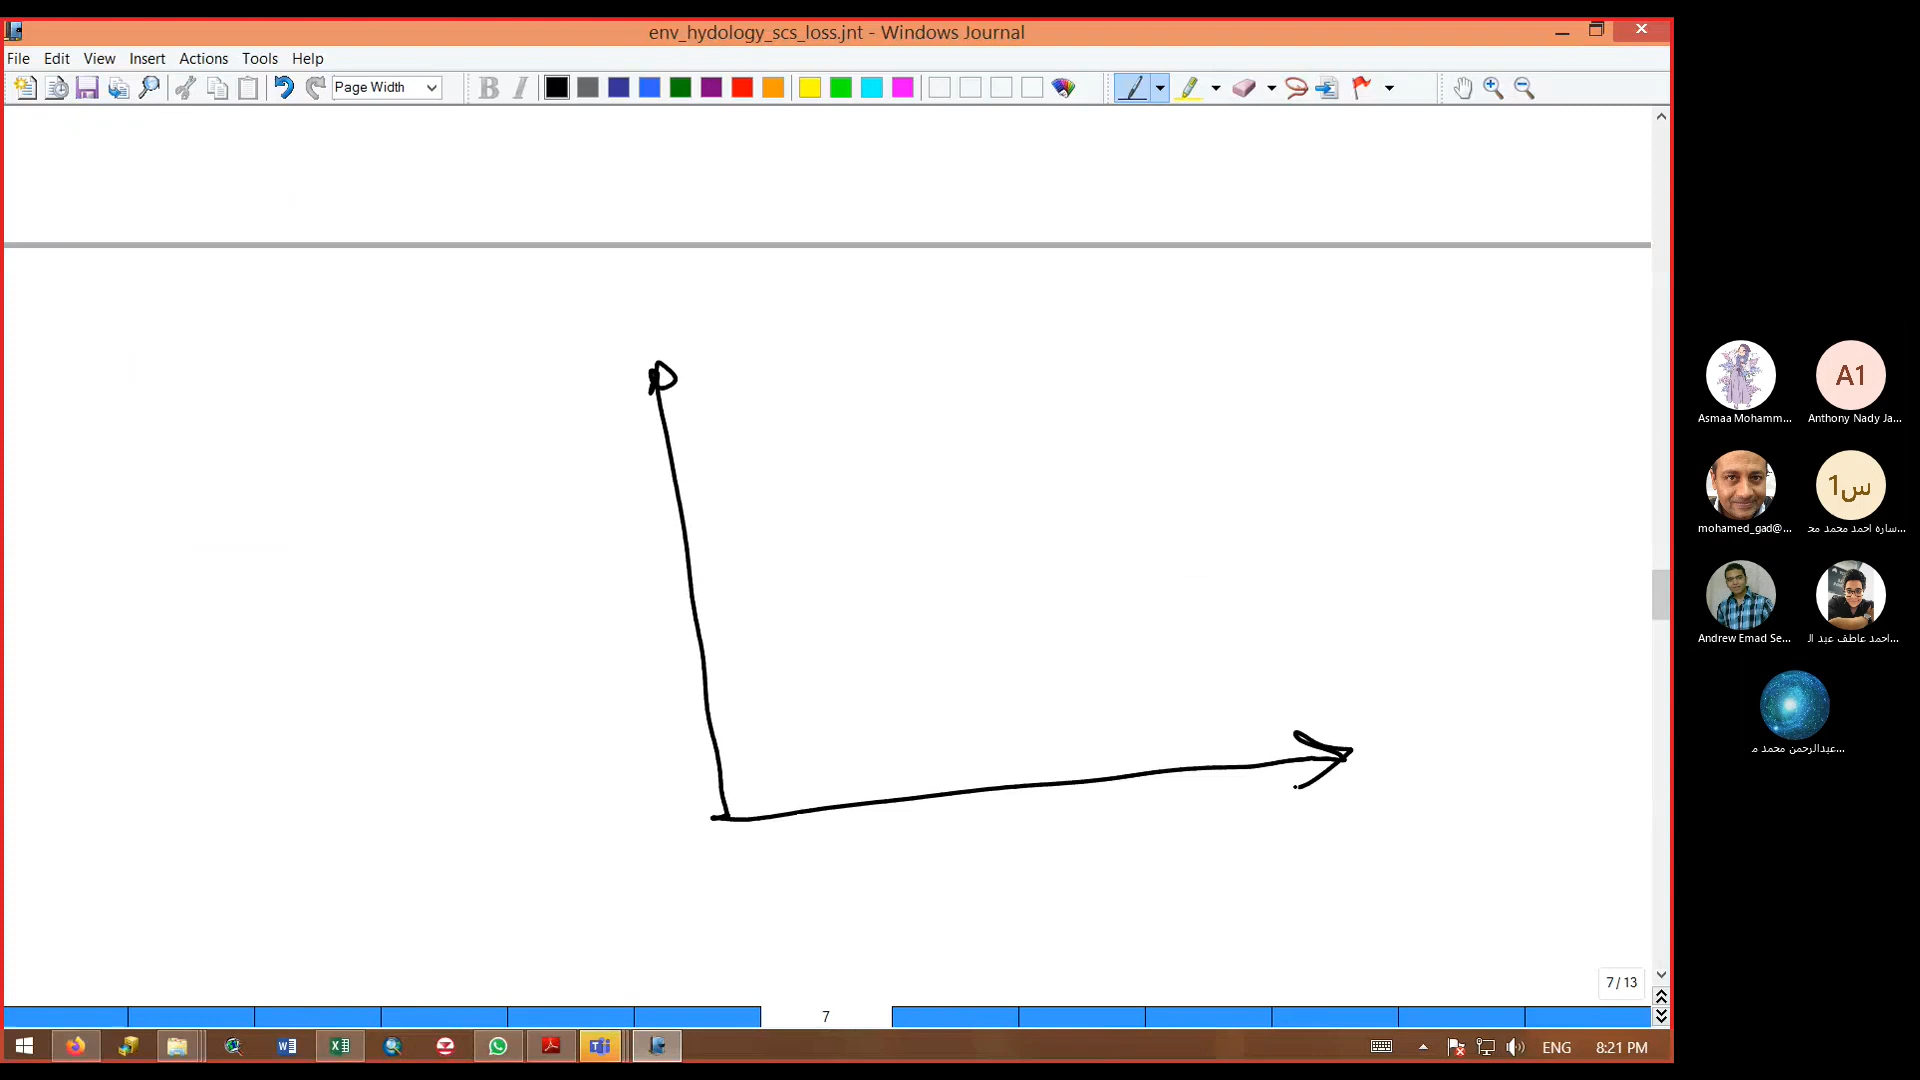 env_hydology_scs_loss.jnt - Windows Journal
File Edit View Insert Actions Tools Help
Page Width B I
Asmaa Mohamm...
A1
Anthony Nady Ja...
mohamed_gad@...
س1
ساره احمد محمد مح...
Andrew Emad Se...
احمد عاطف عبد ال...
عبدالرحمن محمد م...
7 / 13
7
ENG 8:21 PM